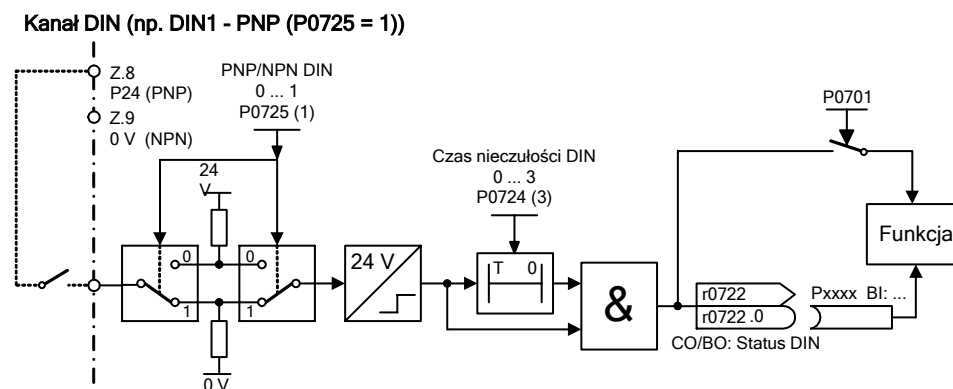 Kanał DIN (np. DIN1 - PNP (P0725 = 1))
Z.8
P24 (PNP)
Z.9
0 V (NPN)
PNP/NPN DIN
0 ... 1
P0725 (1)
P0701
Czas nieczułości DIN
0 ... 3
P0724 (3)
24
V
0
0
1
1
0 V
24 V
T 0
&
Funkcja
r0722
r0722 .0
Pxxxx BI: ...
CO/BO: Status DIN